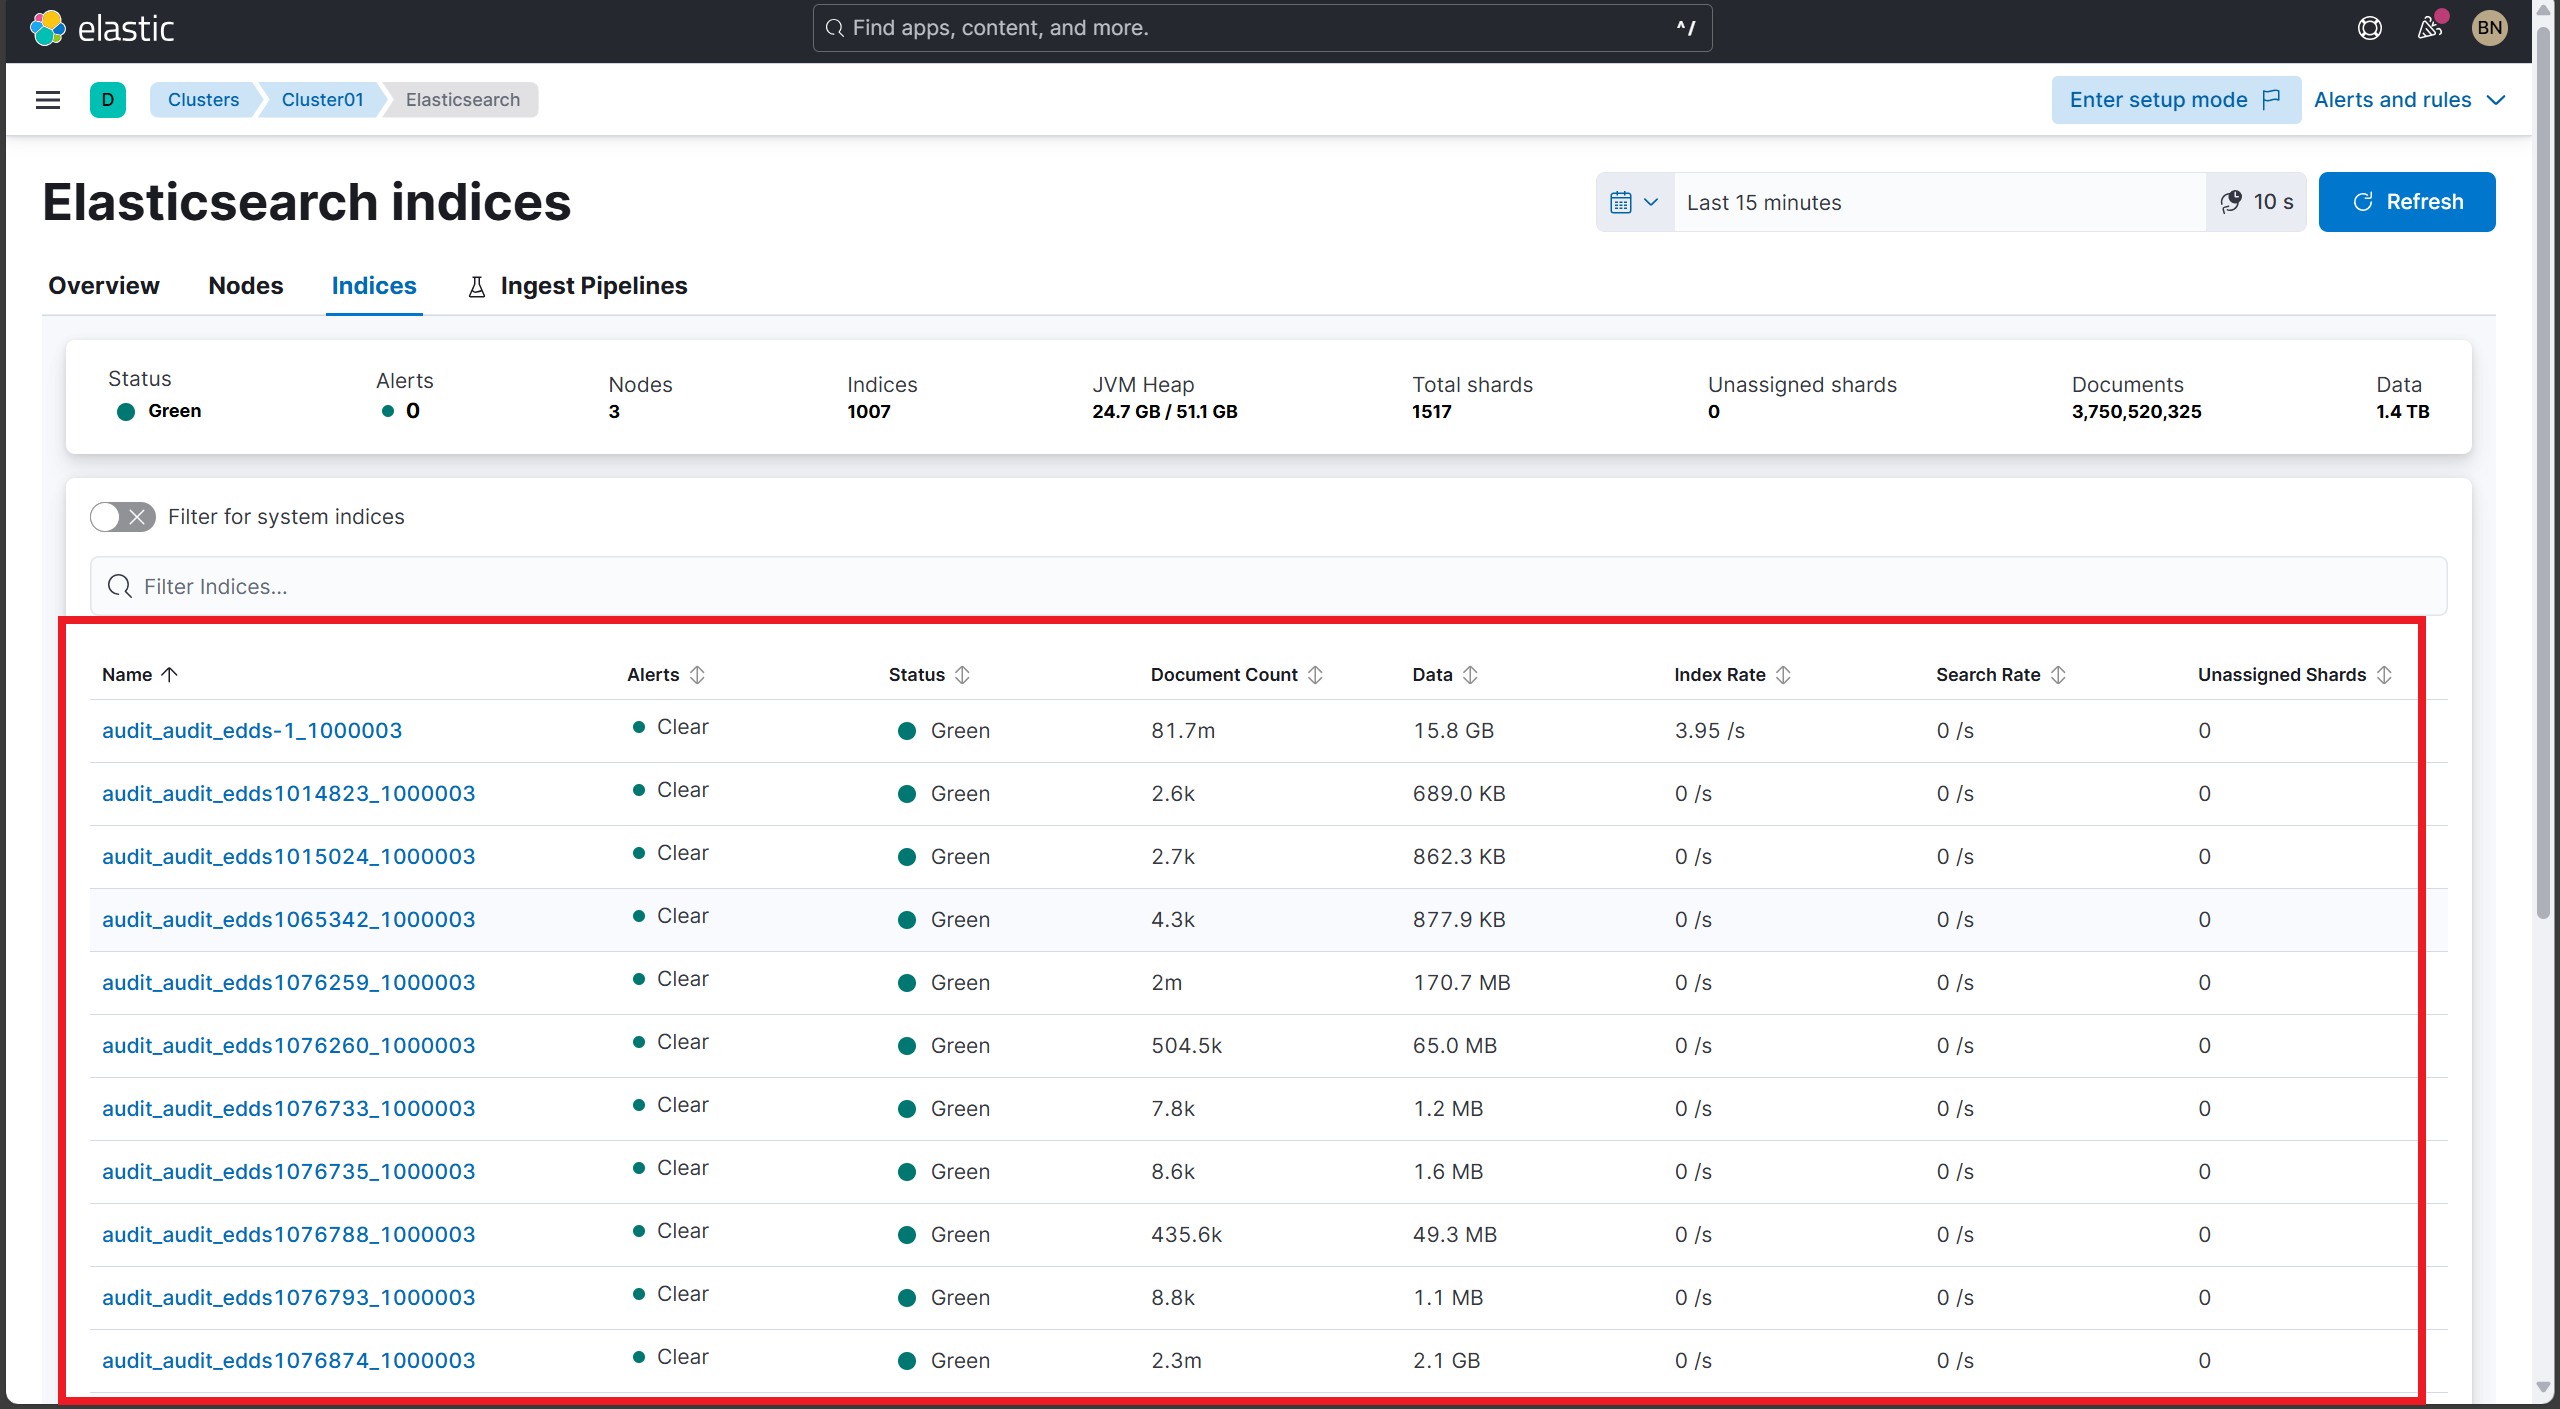 elastic Find apps, content, and more. ^/ BN
D Clusters Cluster01 Elasticsearch Enter setup mode Alerts and rules
Elasticsearch indices Last 15 minutes 10 s Refresh
Overview Nodes Indices Ingest Pipelines
Status Alerts Nodes Indices JVM Heap Total shards Unassigned shards Documents Data
Green 0 3 1007 24.7 GB / 51.1 GB 1517 0 3,750,520,325 1.4 TB
Filter for system indices
Filter Indices...
Name Alerts Status Document Count Data Index Rate Search Rate Unassigned Shards
audit_audit_edds-1_1000003 Clear Green 81.7m 15.8 GB 3.95 /s 0 /s 0
audit_audit_edds1014823_1000003 Clear Green 2.6k 689.0 KB 0 /s 0 /s 0
audit_audit_edds1015024_1000003 Clear Green 2.7k 862.3 KB 0 /s 0 /s 0
audit_audit_edds1065342_1000003 Clear Green 4.3k 877.9 KB 0 /s 0 /s 0
audit_audit_edds1076259_1000003 Clear Green 2m 170.7 MB 0 /s 0 /s 0
audit_audit_edds1076260_1000003 Clear Green 504.5k 65.0 MB 0 /s 0 /s 0
audit_audit_edds1076733_1000003 Clear Green 7.8k 1.2 MB 0 /s 0 /s 0
audit_audit_edds1076735_1000003 Clear Green 8.6k 1.6 MB 0 /s 0 /s 0
audit_audit_edds1076788_1000003 Clear Green 435.6k 49.3 MB 0 /s 0 /s 0
audit_audit_edds1076793_1000003 Clear Green 8.8k 1.1 MB 0 /s 0 /s 0
audit_audit_edds1076874_1000003 Clear Green 2.3m 2.1 GB 0 /s 0 /s 0